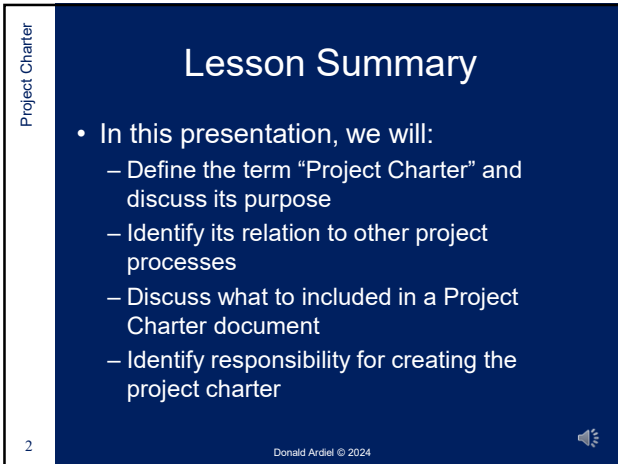 Project Charter
Lesson Summary
• In this presentation, we will:
– Define the term “Project Charter” and
discuss its purpose
– Identify its relation to other project
processes
– Discuss what to included in a Project
Charter document
– Identify responsibility for creating the
project charter
2
Donald Ardiel © 2024